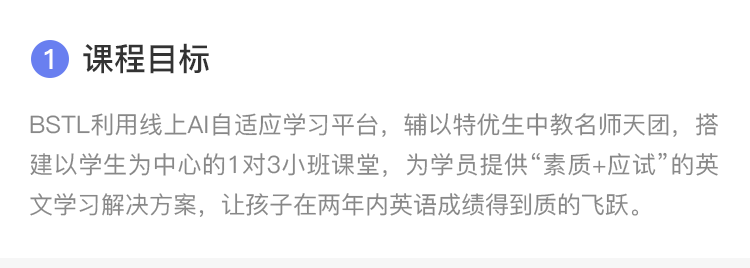 1 课程目标
BSTL利用线上AI自适应学习平台，辅以特优生中教名师天团，搭
建以学生为中心的1对3小班课堂，为学员提供“素质+应试”的英
文学习解决方案，让孩子在两年内英语成绩得到质的飞跃。